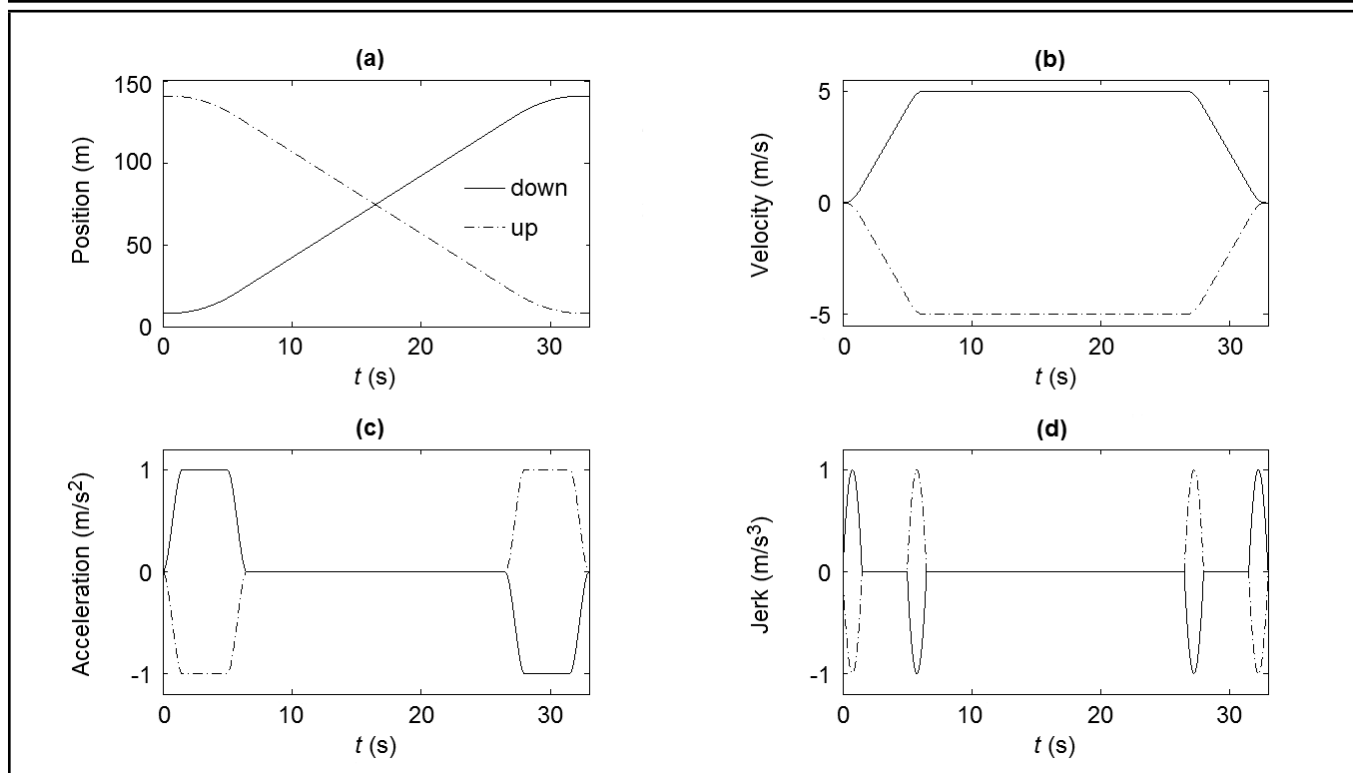 (a)
150
100
50
0
Position (m)
down
up
0 10 20 30
t (s)
(b)
5
0
-5
Velocity (m/s)
0 10 20 30
t (s)
(c)
1
0
-1
Acceleration (m/s²)
0 10 20 30
t (s)
(d)
1
0
-1
Jerk (m/s³)
0 10 20 30
t (s)